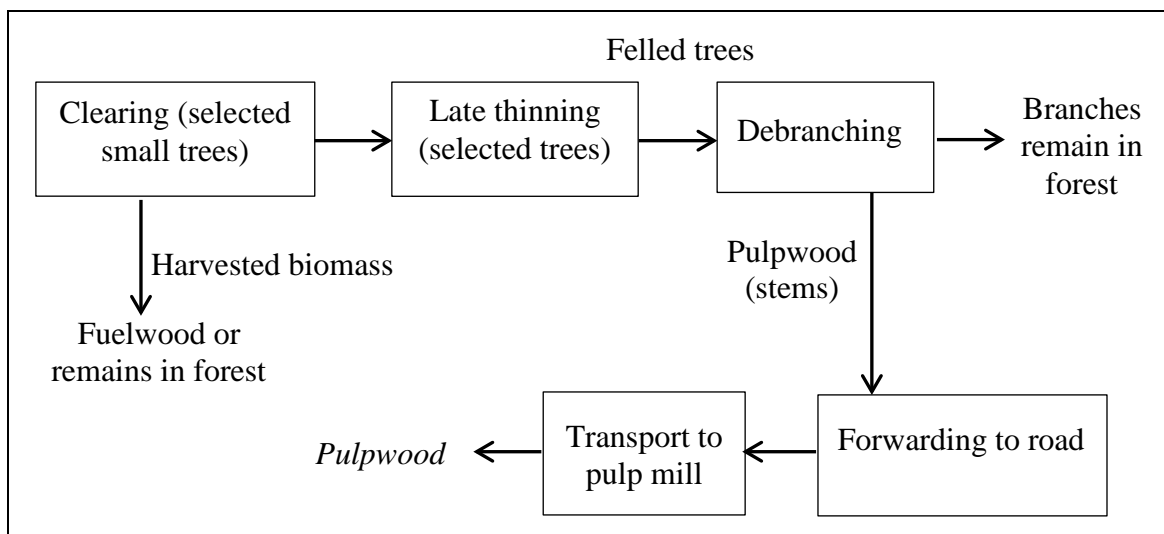 Felled trees
Clearing (selected
small trees)
Late thinning
(selected trees)
Debranching
Branches
remain in
forest
Harvested biomass
Fuelwood or
remains in forest
Pulpwood
(stems)
Forwarding to road
Transport to
pulp mill
Pulpwood